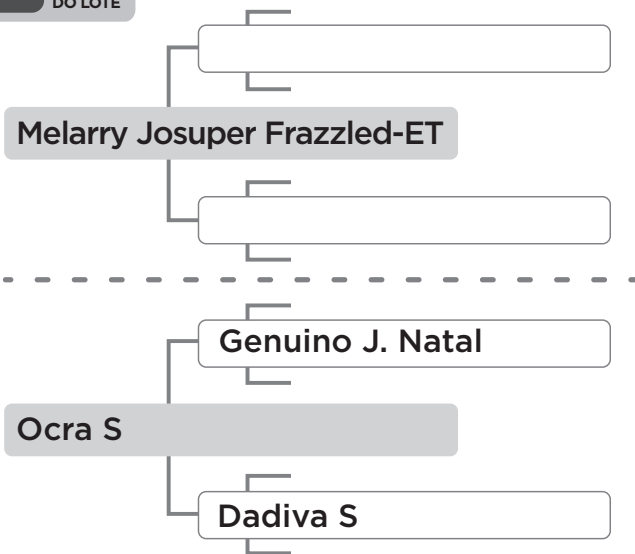 DO LOTE
Melarry Josuper Frazzled-ET
Genuino J. Natal
Ocra S
Dadiva S